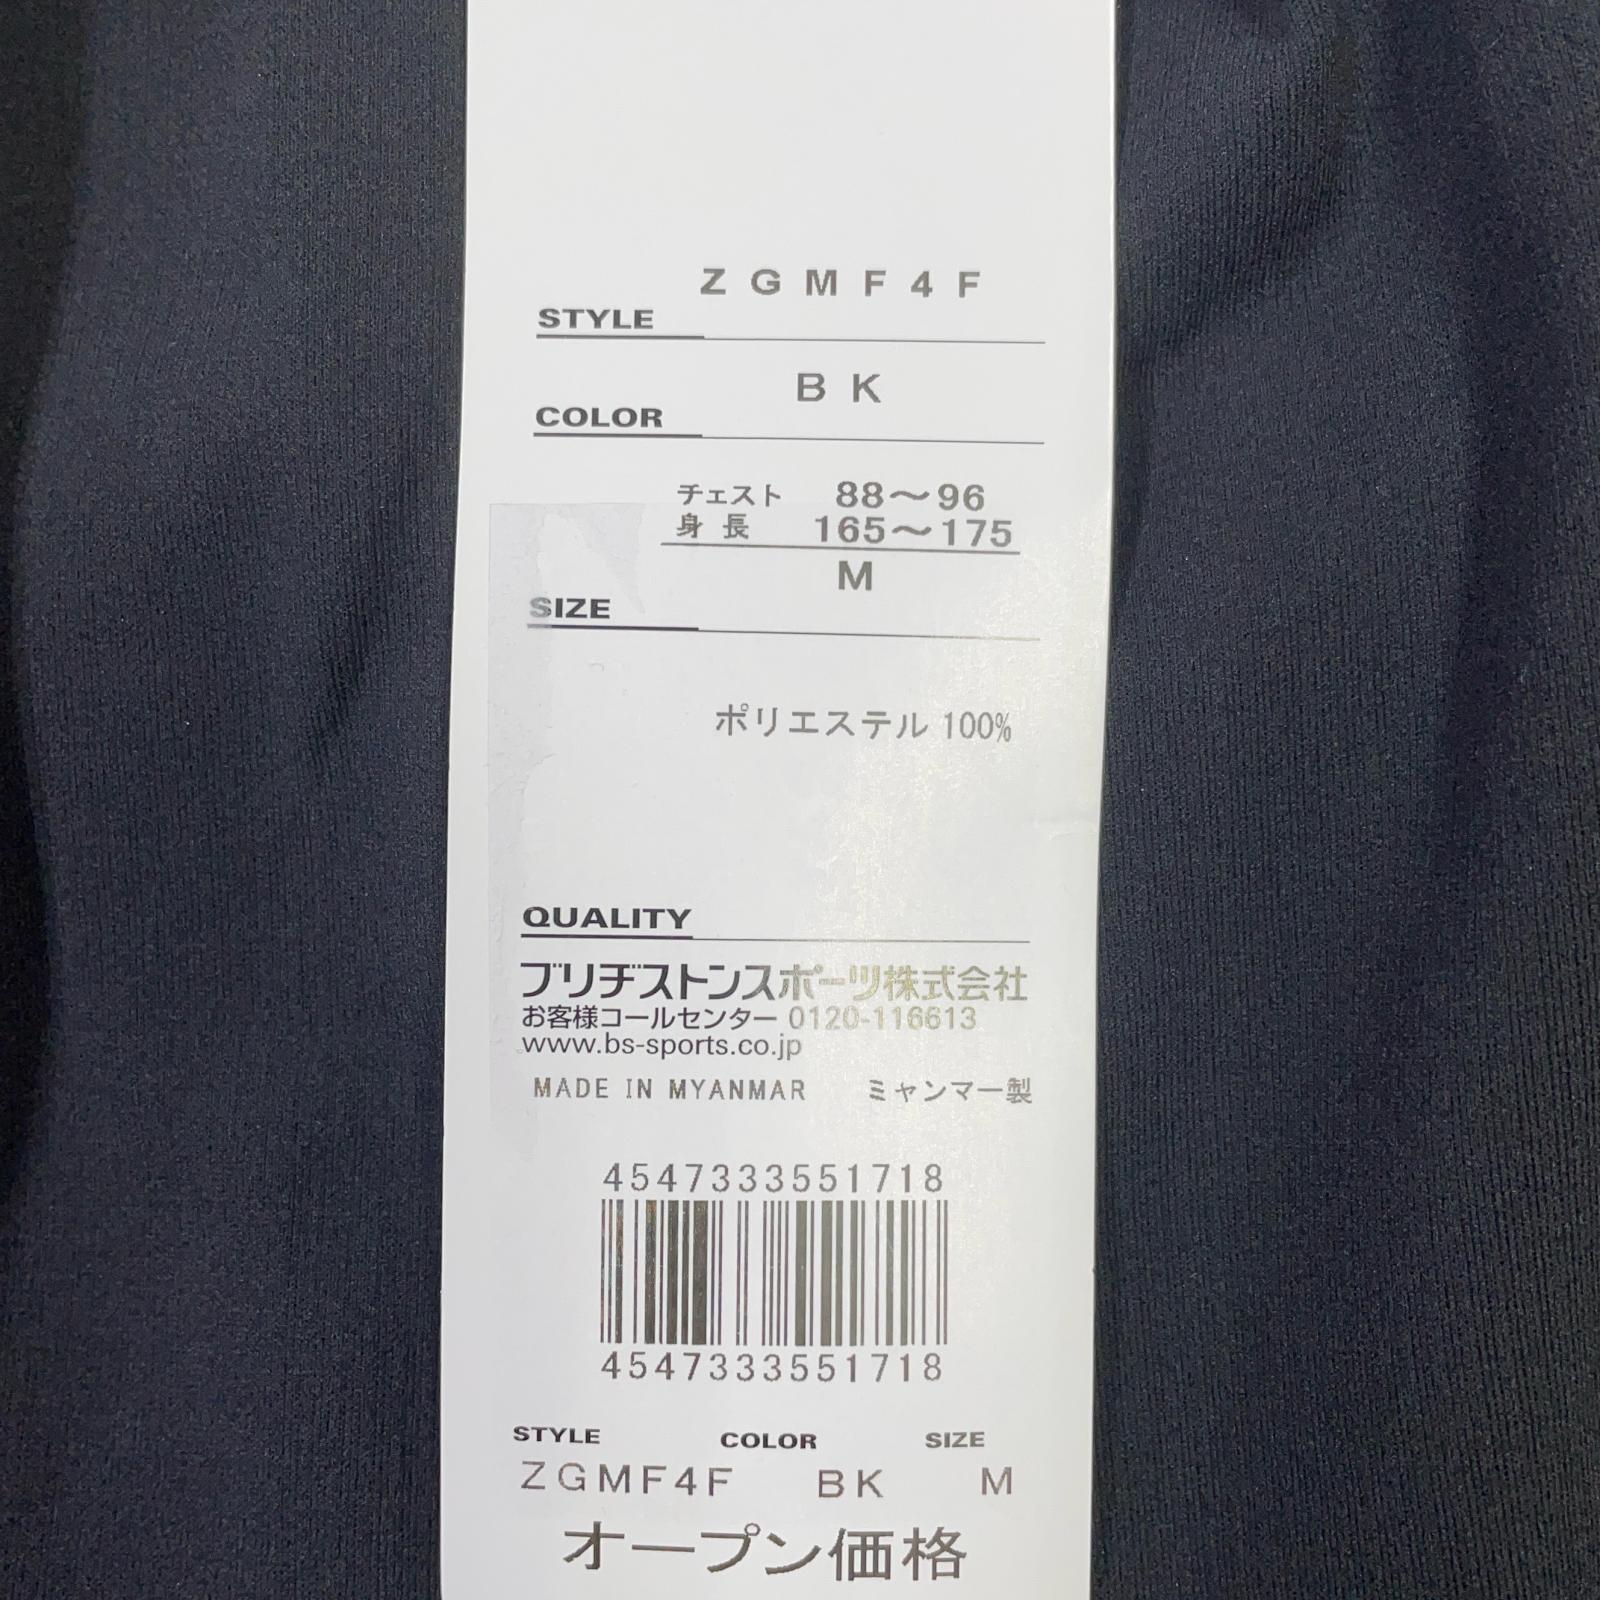 ZGMF4F
STYLE
BK
COLOR
チェスト 88～96
身長 165～175
M
SIZE
ポリエステル 100%
QUALITY
ブリヂストンスポーツ株式会社
お客様コールセンター 0120-116613
www.bs-sports.co.jp
MADE IN MYANMAR ミャンマー製
4547333551718
4547333551718
STYLE COLOR SIZE
ZGMF4F BK M
オープン価格